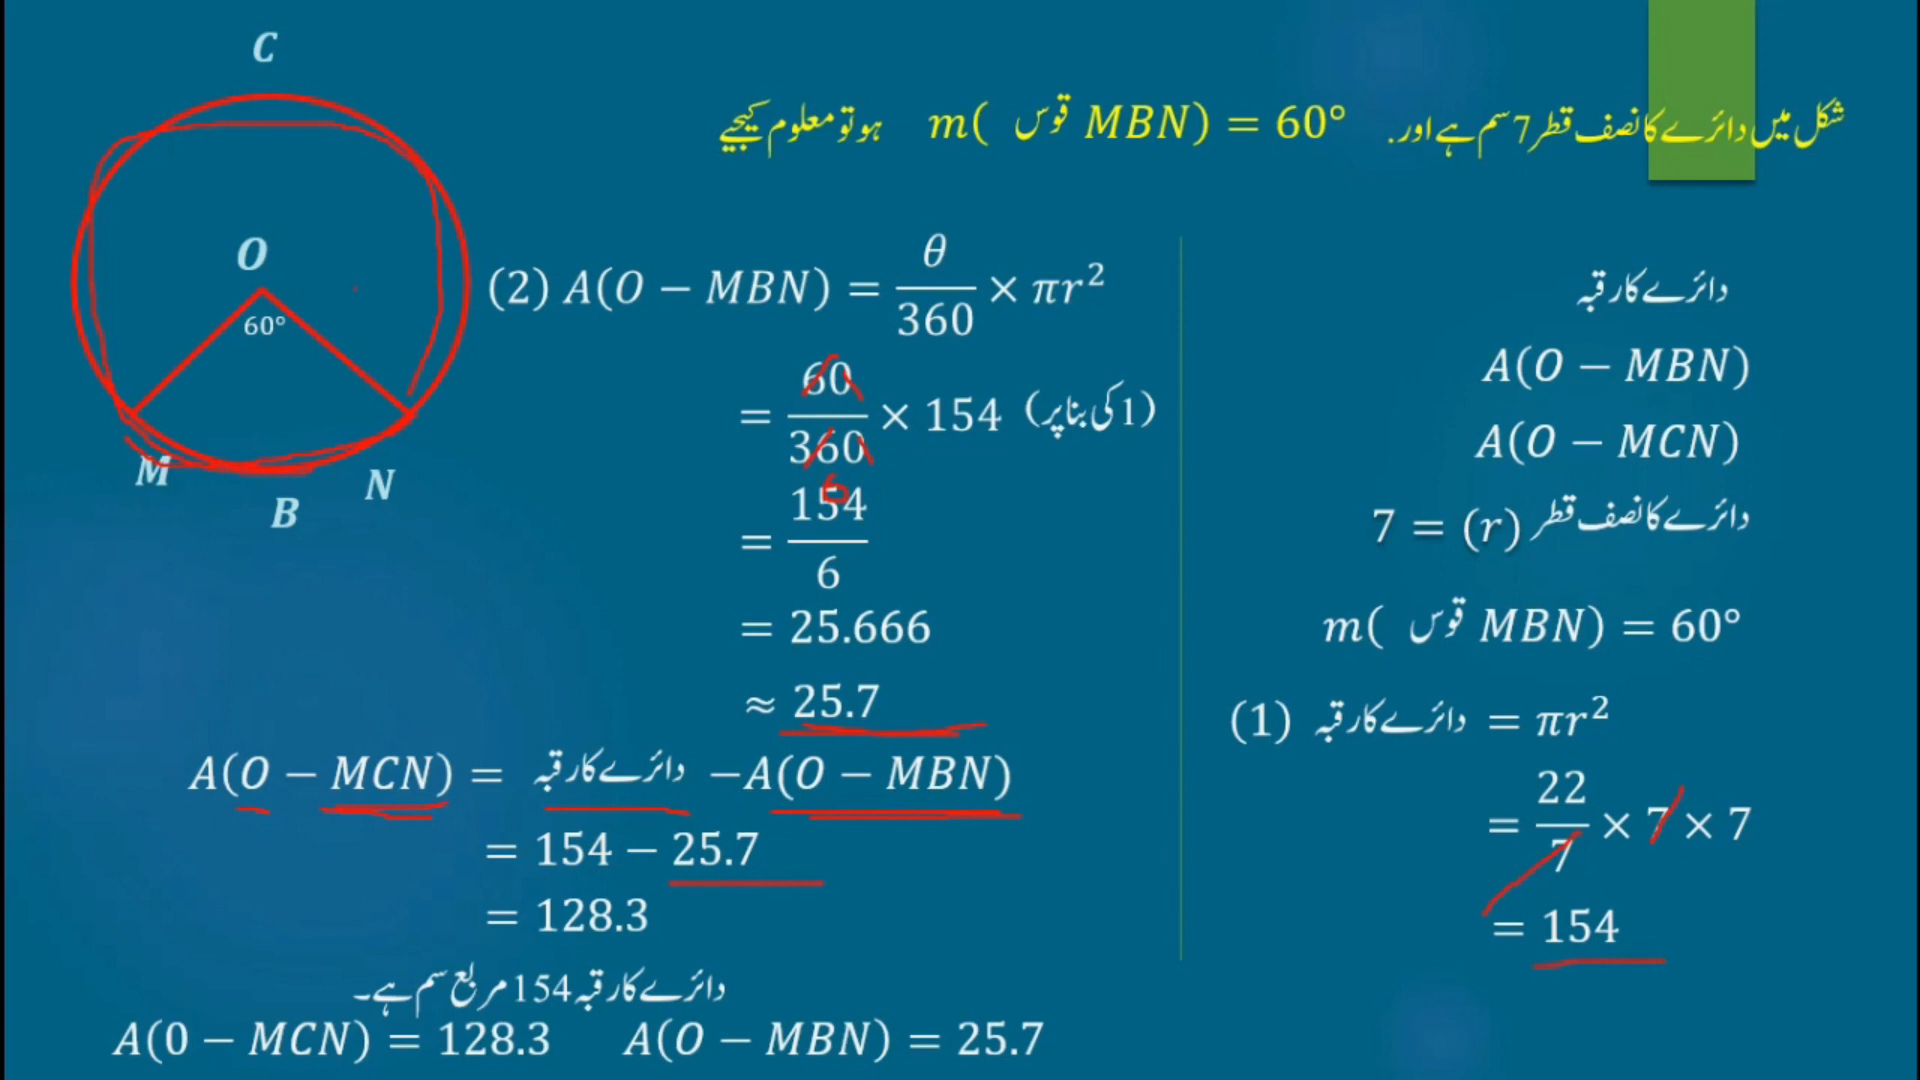 شکل میں دائرے کا نصف قطر 7 سم ہے اور. m( قوس MBN) = 60° ہو تو معلوم کیجیے
دائرے کا رقبہ
A(O − MBN)
A(O − MCN)
دائرے کا نصف قطر (r) = 7
m( قوس MBN) = 60°
(1) دائرے کا رقبہ = πr²
= 22/7 × 7 × 7
= 154
C
O
60°
M
B
N
(2) A(O − MBN) = θ/360 × πr²
= 60/360 × 154 (1 کی بنا پر)
6
= 154/6
= 25.666
≈ 25.7
A(O − MCN) = دائرے کا رقبہ −A(O − MBN)
= 154 − 25.7
= 128.3
دائرے کا رقبہ 154 مربع سم ہے۔
A(0 − MCN) = 128.3 A(O − MBN) = 25.7